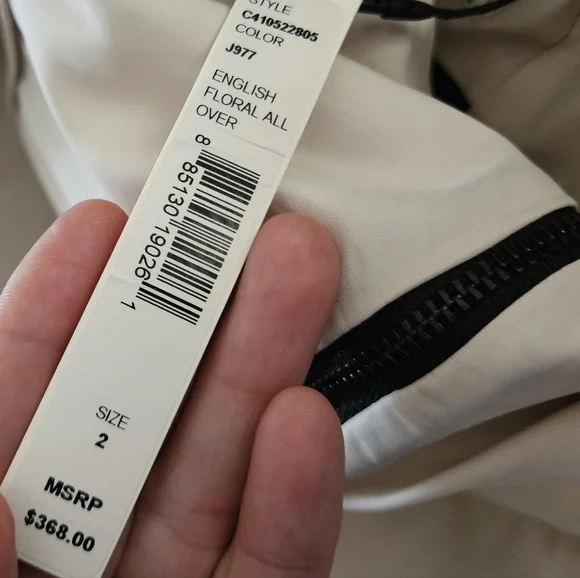 STYLE
C410522805
COLOR
J977
ENGLISH
FLORAL ALL
OVER
8 85130 19026 1
SIZE
2
MSRP
$368.00